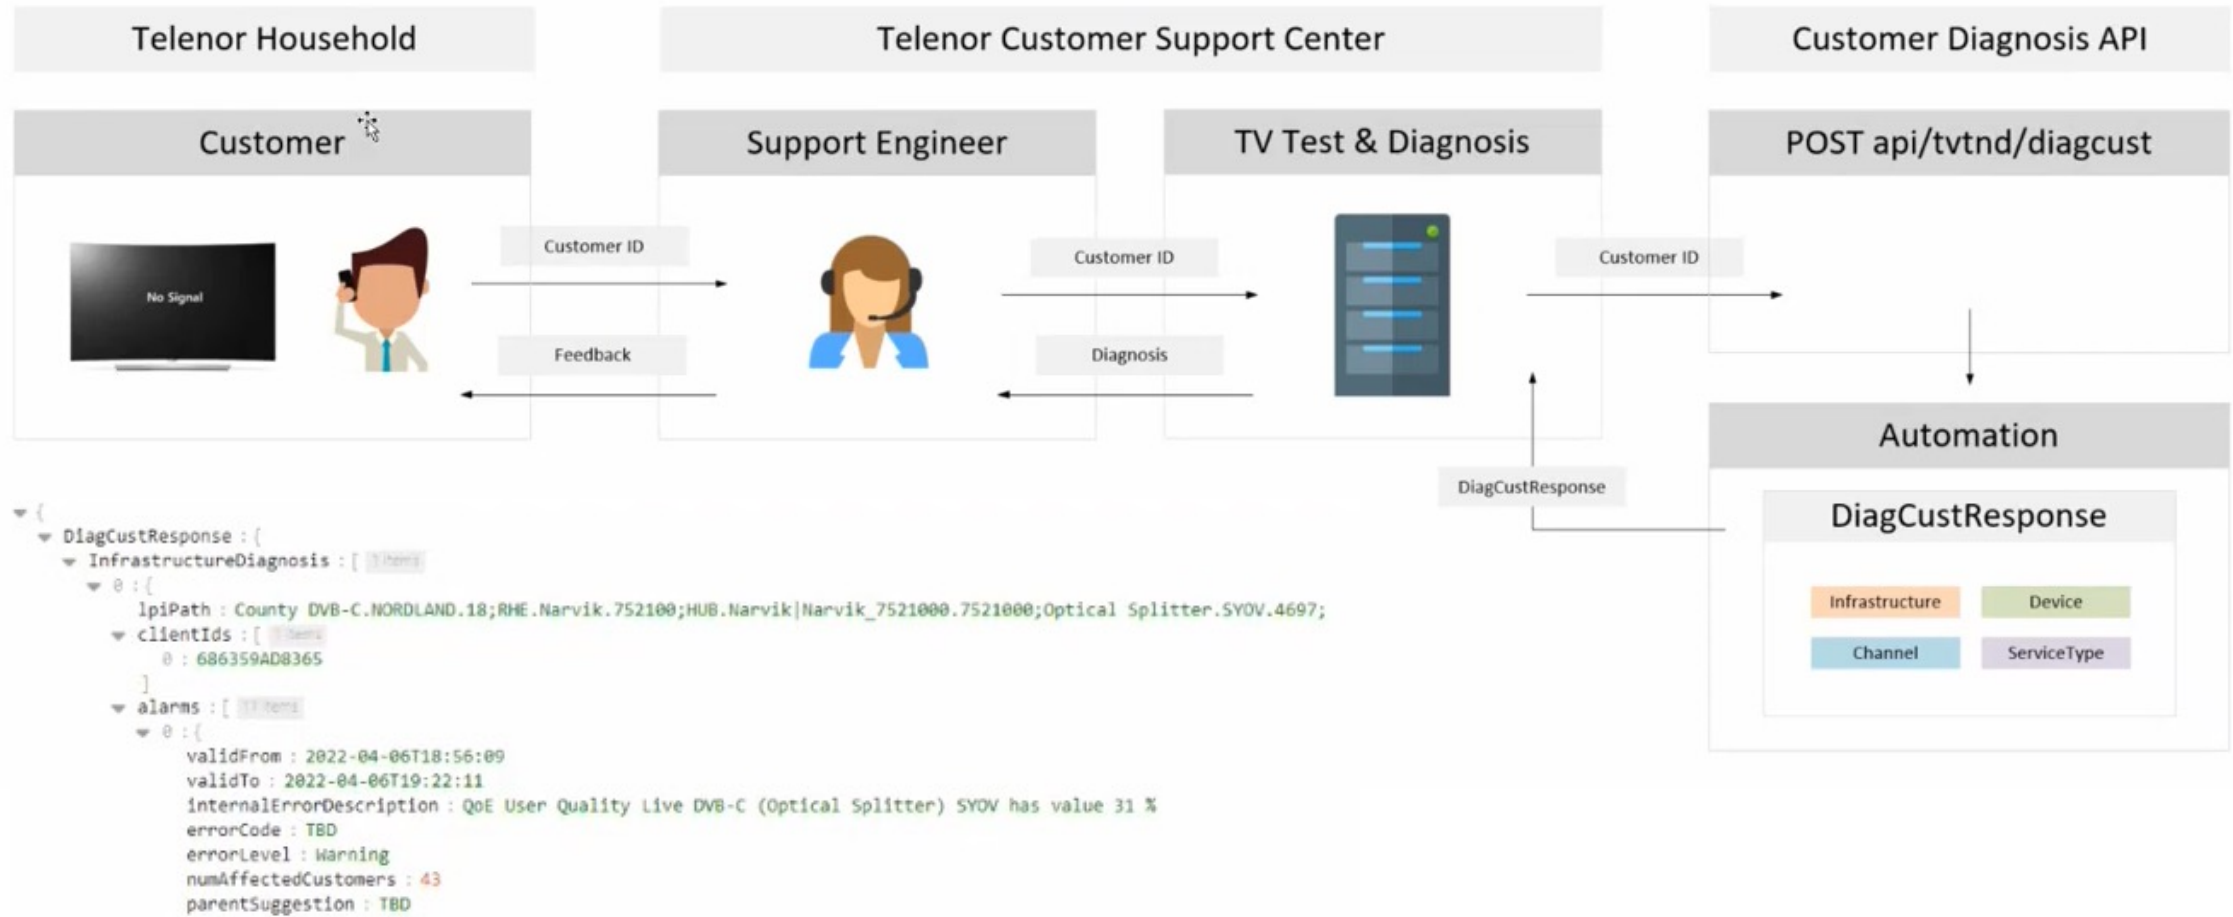 Telenor Household
Telenor Customer Support Center
Customer Diagnosis API
Customer
Support Engineer
TV Test & Diagnosis
POST api/tvtnd/diagcust
No Signal
Customer ID
Customer ID
Customer ID
Feedback
Diagnosis
DiagCustResponse
Automation
DiagCustResponse
Infrastructure
Device
Channel
ServiceType
{
DiagCustResponse : {
InfrastructureDiagnosis : [
0 : {
lpiPath : County DVB-C.NORDLAND.18;RHE.Narvik.752100;HUB.Narvik|Narvik_7521000.7521000;Optical Splitter.SYOV.4697;
clientIds : [
0 : 686359AD8365
]
alarms : [
0 : {
validFrom : 2022-04-06T18:56:09
validTo : 2022-04-06T19:22:11
internalErrorDescription : QoE User Quality Live DVB-C (Optical Splitter) SYOV has value 31 %
errorCode : TBD
errorLevel : Warning
numAffectedCustomers : 43
parentSuggestion : TBD